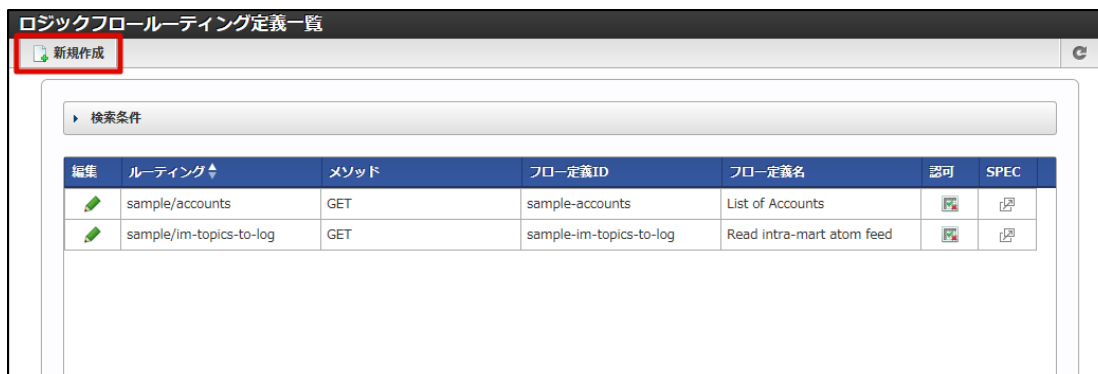 ロジックフロールーティング定義一覧
新規作成
検索条件
編集 ルーティング メソッド フロー定義ID フロー定義名 認可 SPEC
sample/accounts GET sample-accounts List of Accounts
sample/im-topics-to-log GET sample-im-topics-to-log Read intra-mart atom feed